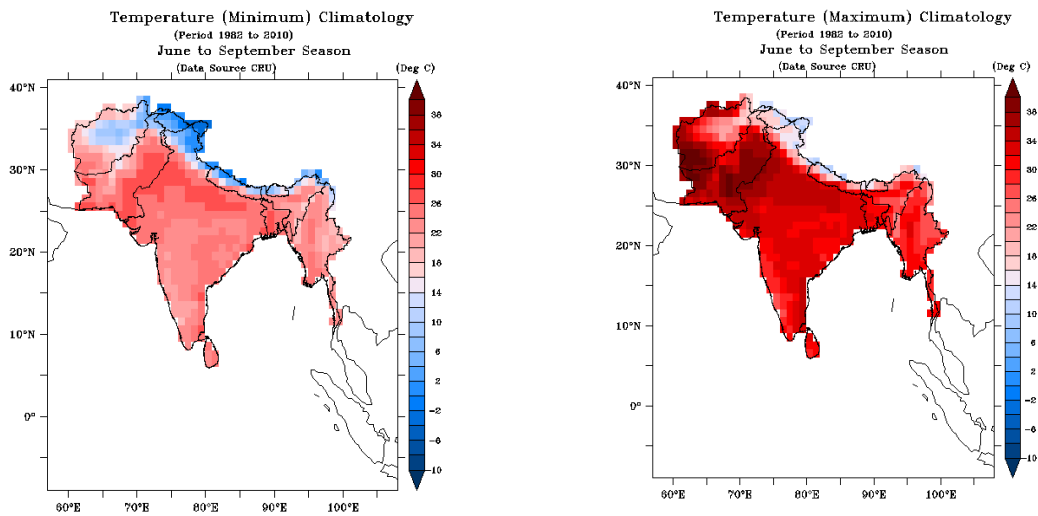 Temperature (Minimum) Climatology
(Period 1982 to 2010)
June to September Season
(Data Source CRU)
(Deg C)
40°N
30°N
20°N
10°N
0°
60°E 70°E 80°E 90°E 100°E
38
34
30
26
22
18
14
10
6
2
-2
-6
-10
Temperature (Maximum) Climatology
(Period 1982 to 2010)
June to September Season
(Data Source CRU)
(Deg C)
40°N
30°N
20°N
10°N
0°
60°E 70°E 80°E 90°E 100°E
38
34
30
26
22
18
14
10
6
2
-2
-6
-10